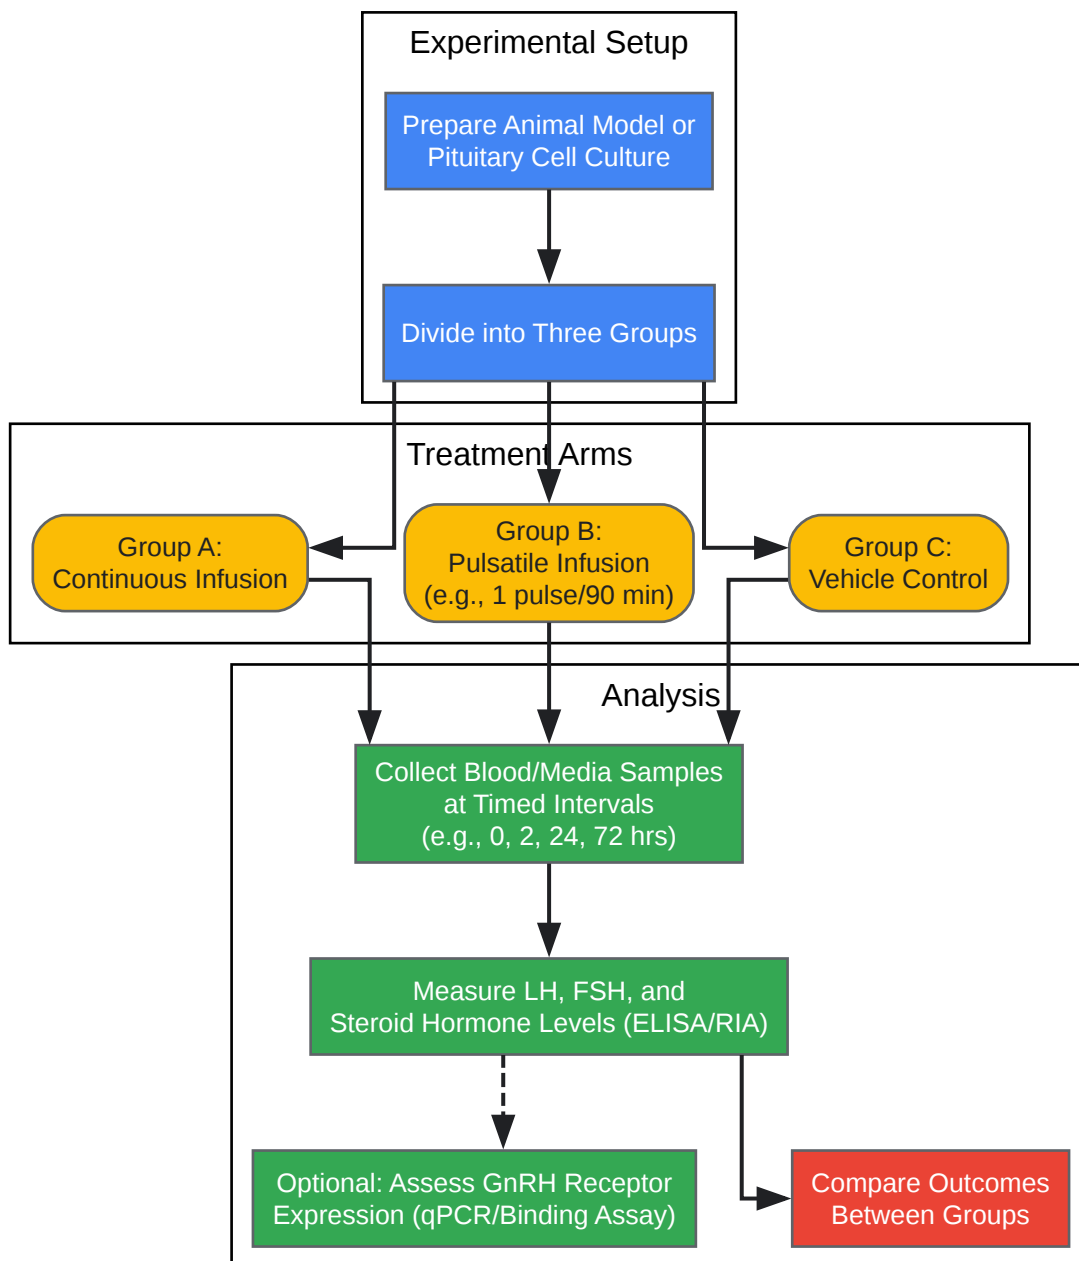 Experimental Setup
Prepare Animal Model or
Pituitary Cell Culture
Divide into Three Groups
Treatment Arms
Group A:
Continuous Infusion
Group B:
Pulsatile Infusion
(e.g., 1 pulse/90 min)
Group C:
Vehicle Control
Analysis
Collect Blood/Media Samples
at Timed Intervals
(e.g., 0, 2, 24, 72 hrs)
Measure LH, FSH, and
Steroid Hormone Levels (ELISA/RIA)
Optional: Assess GnRH Receptor
Expression (qPCR/Binding Assay)
Compare Outcomes
Between Groups